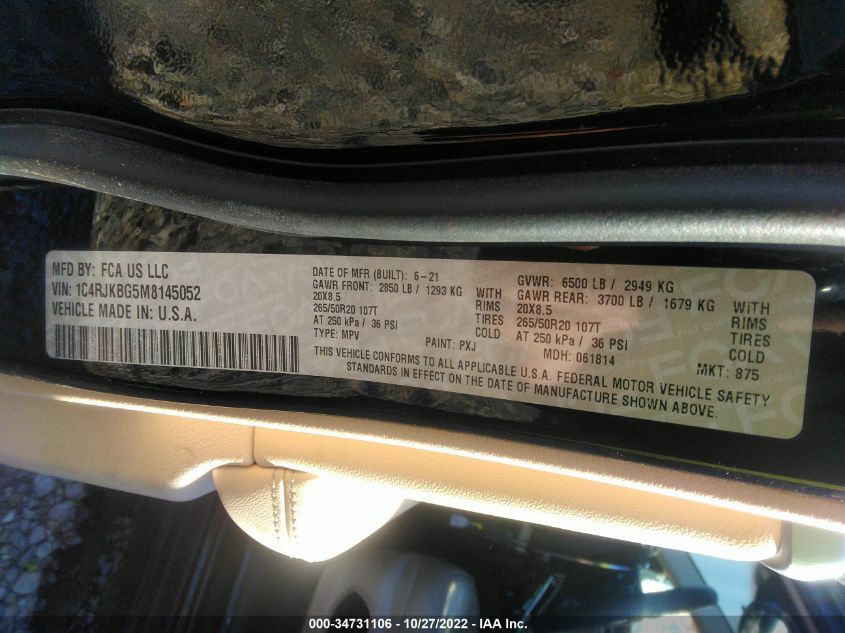 MFD BY: FCA US LLC
VIN: 1C4RJKBG5M8145052
VEHICLE MADE IN: U.S.A.
DATE OF MFR (BUILT): 6-21
GAWR FRONT: 2850 LB / 1293 KG WITH
20X8.5 RIMS
265/50R20 107T TIRES
AT 250 kPa / 36 PSI COLD
TYPE: MPV PAINT: PXJ
GVWR: 6500 LB / 2949 KG
GAWR REAR: 3700 LB / 1679 KG WITH
20X8.5 RIMS
265/50R20 107T TIRES
AT 250 kPa / 36 PSI COLD
MDH: 061814 MKT: 875
THIS VEHICLE CONFORMS TO ALL APPLICABLE U.S.A. FEDERAL MOTOR VEHICLE SAFETY
STANDARDS IN EFFECT ON THE DATE OF MANUFACTURE SHOWN ABOVE.
000-34731106 / 10/27/2022 - IAA Inc.